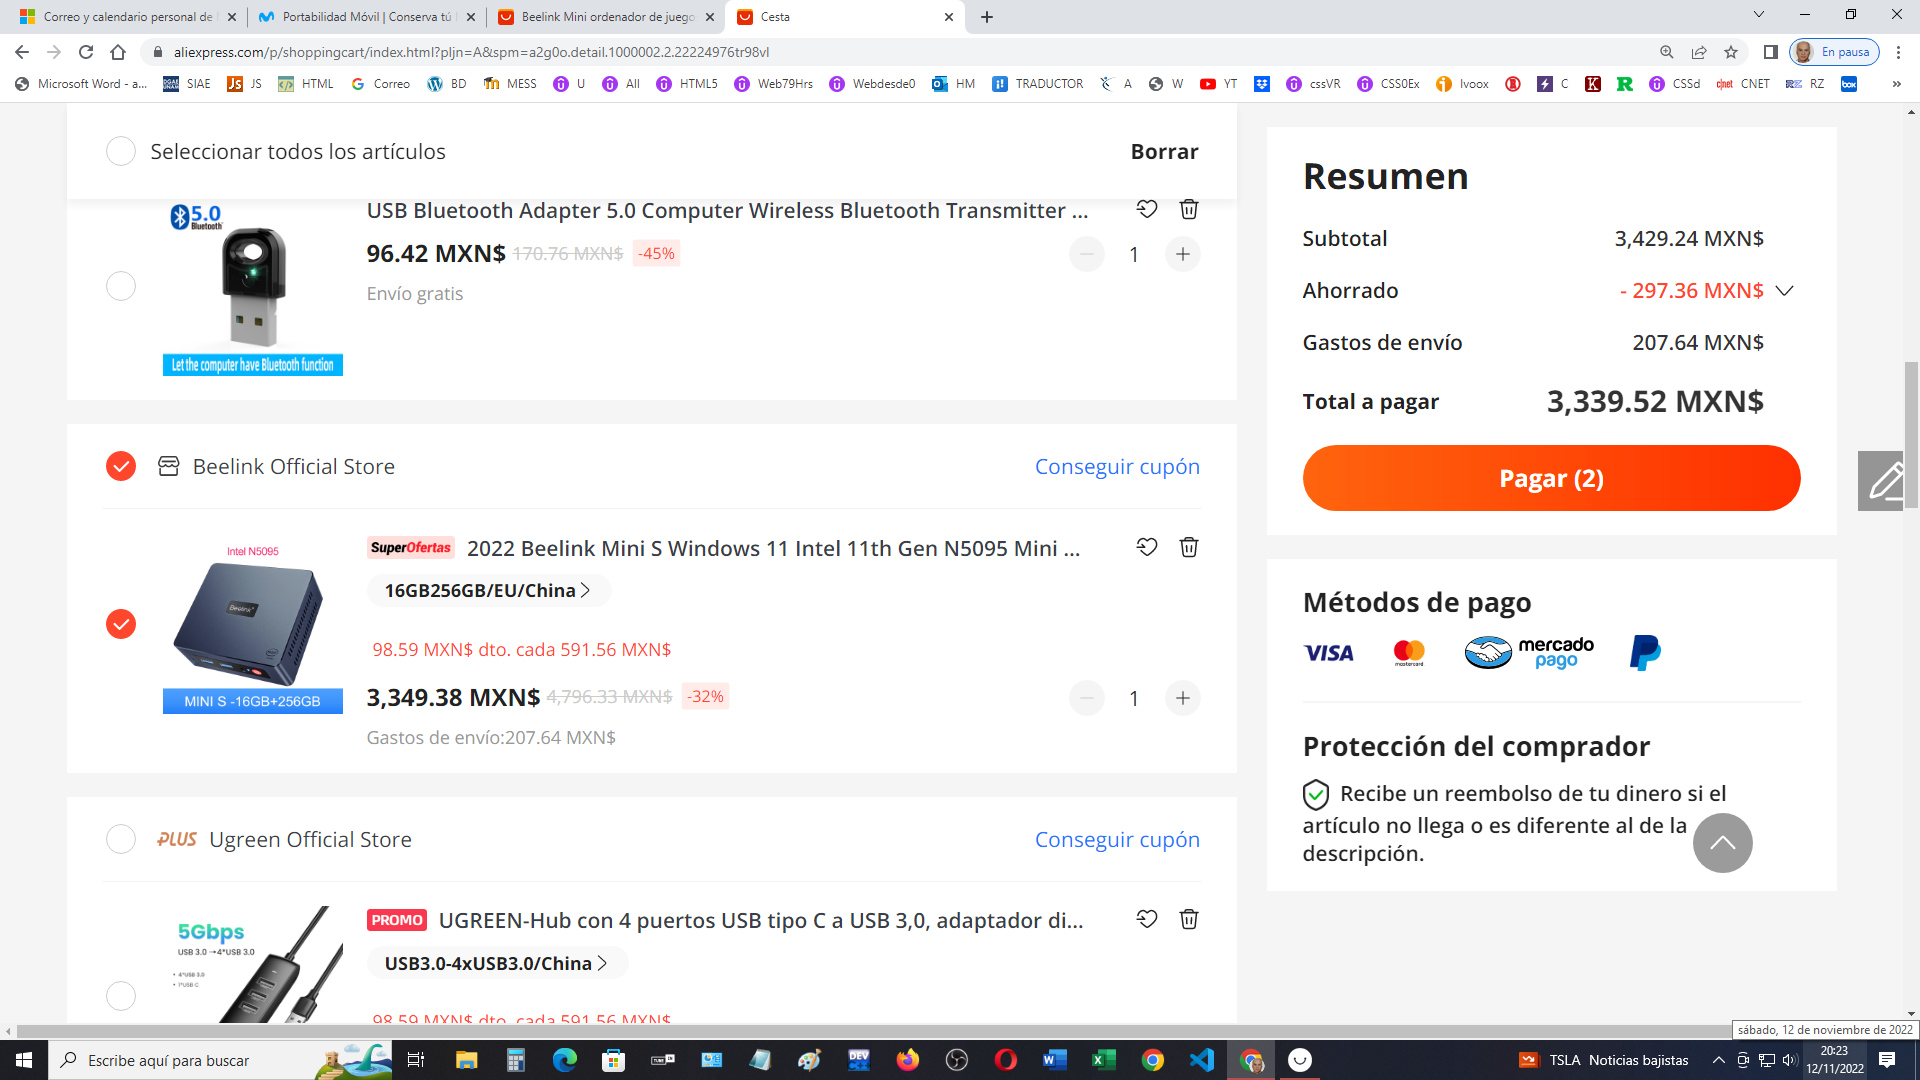 Correo y calendario personal de
Portabilidad Móvil | Conserva tú
Beelink Mini ordenador de juego
Cesta
aliexpress.com/p/shoppingcart/index.html?pljn=A&spm=a2g0o.detail.1000002.2.22224976tr98vl
En pausa
Microsoft Word - a...
SIAE
JS
HTML
Correo
BD
MESS
U
All
HTML5
Web79Hrs
Webdesde0
HM
TRADUCTOR
A
W
YT
cssVR
CSS0Ex
Ivoox
C
CSSd
CNET
RZ
Seleccionar todos los artículos
Borrar
5.0
Bluetooth
USB Bluetooth Adapter 5.0 Computer Wireless Bluetooth Transmitter ...
96.42 MXN$ 170.76 MXN$ -45%
1
Envío gratis
Let the computer have Bluetooth function
Beelink Official Store
Conseguir cupón
Intel N5095
Beelink
MINI S -16GB+256GB
SuperOfertas 2022 Beelink Mini S Windows 11 Intel 11th Gen N5095 Mini ...
16GB256GB/EU/China
98.59 MXN$ dto. cada 591.56 MXN$
3,349.38 MXN$ 4,796.33 MXN$ -32%
1
Gastos de envío:207.64 MXN$
PLUS Ugreen Official Store
Conseguir cupón
5Gbps
USB 3.0 →4*USB 3.0
• 4*USB 3.0
• 1*USB C
PROMO UGREEN-Hub con 4 puertos USB tipo C a USB 3,0, adaptador di...
USB3.0-4xUSB3.0/China
98.59 MXN$ dto. cada 591.56 MXN$
Resumen
Subtotal 3,429.24 MXN$
Ahorrado - 297.36 MXN$
Gastos de envío 207.64 MXN$
Total a pagar 3,339.52 MXN$
Pagar (2)
Métodos de pago
VISA
mastercard
mercado
pago
Protección del comprador
Recibe un reembolso de tu dinero si el
artículo no llega o es diferente al de la
descripción.
sábado, 12 de noviembre de 2022
Escribe aquí para buscar
DEV
TSLA Noticias bajistas
20:23
12/11/2022